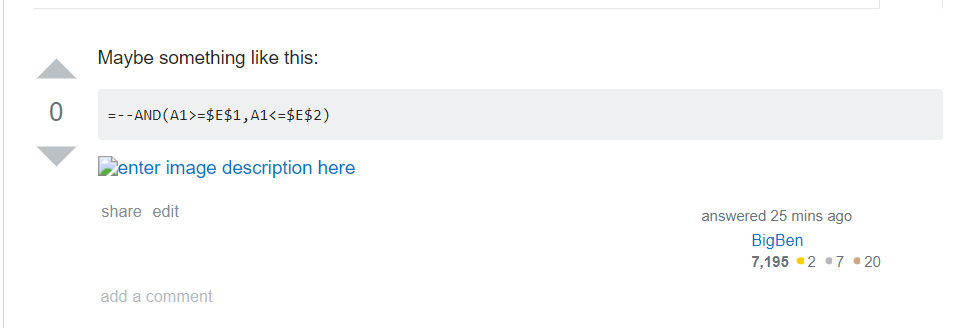 Maybe something like this:
0
=--AND(A1>=$E$1,A1<=$E$2)
enter image description here
share edit
answered 25 mins ago
BigBen
7,195 2 7 20
add a comment